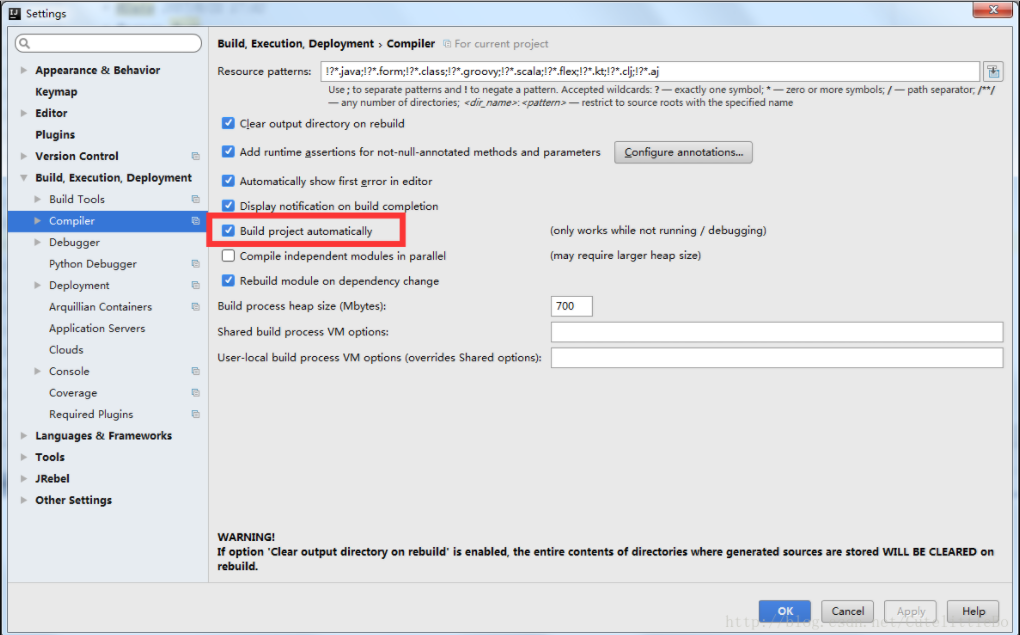 Settings
Appearance & Behavior
Keymap
Editor
Plugins
Version Control
Build, Execution, Deployment
Build Tools
Compiler
Debugger
Python Debugger
Deployment
Arquillian Containers
Application Servers
Clouds
Console
Coverage
Required Plugins
Languages & Frameworks
Tools
JRebel
Other Settings
Build, Execution, Deployment › Compiler For current project
Resource patterns: !?*.java;!?*.form;!?*.class;!?*.groovy;!?*.scala;!?*.flex;!?*.kt;!?*.clj;!?*.aj
Use ; to separate patterns and ! to negate a pattern. Accepted wildcards: ? — exactly one symbol; * — zero or more symbols; / — path separator; /**/
— any number of directories; <dir_name>:<pattern> — restrict to source roots with the specified name
Clear output directory on rebuild
Add runtime assertions for not-null-annotated methods and parameters Configure annotations...
Automatically show first error in editor
Display notification on build completion
Build project automatically (only works while not running / debugging)
Compile independent modules in parallel (may require larger heap size)
Rebuild module on dependency change
Build process heap size (Mbytes): 700
Shared build process VM options:
User-local build process VM options (overrides Shared options):
WARNING!
If option 'Clear output directory on rebuild' is enabled, the entire contents of directories where generated sources are stored WILL BE CLEARED on
rebuild.
OK Cancel Apply Help